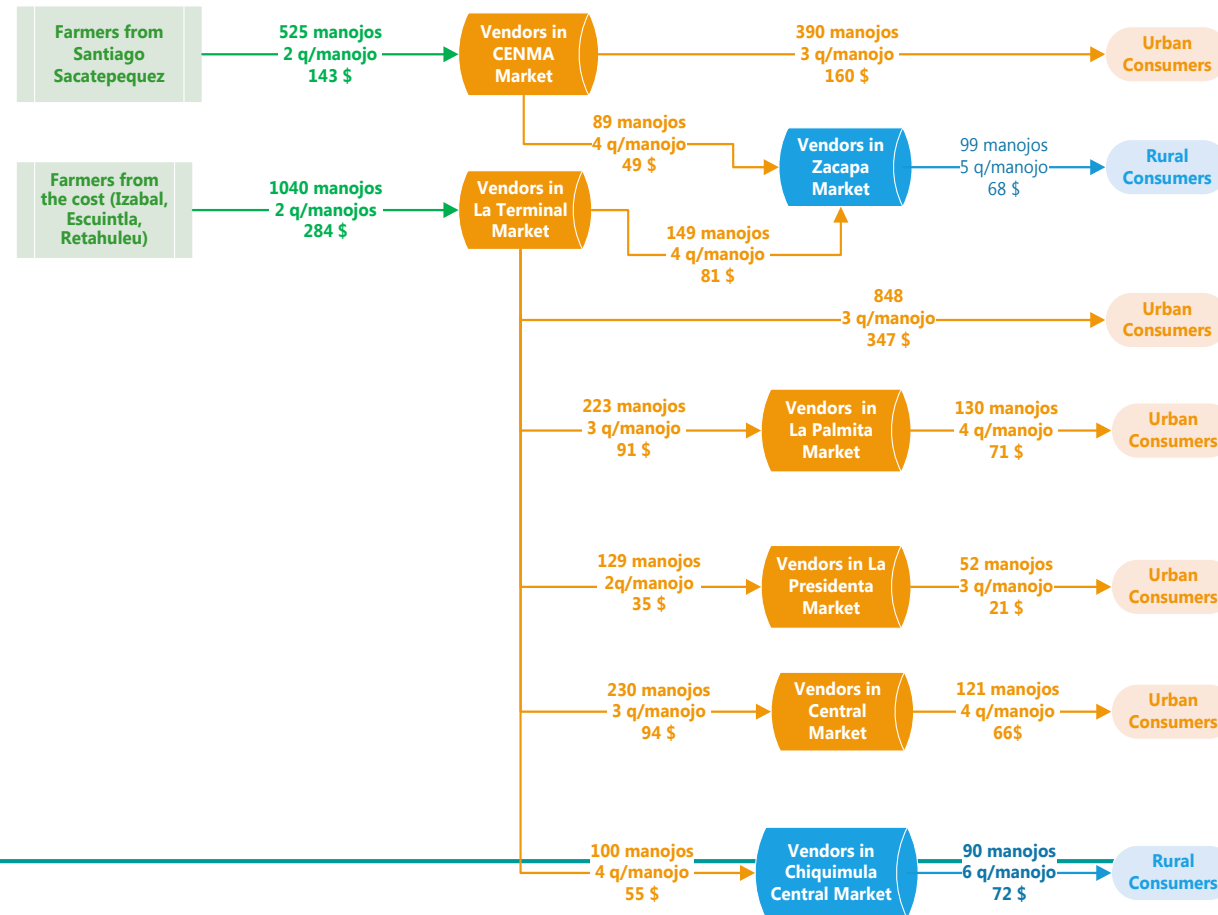 Farmers from
Santiago
Sacatepequez
525 manojos
2 q/manojo
143 $
Vendors in
CENMA
Market
390 manojos
3 q/manojo
160 $
Urban
Consumers
89 manojos
4 q/manojo
49 $
Vendors in
Zacapa
Market
99 manojos
5 q/manojo
68 $
Rural
Consumers
Farmers from
the cost (Izabal,
Escuintla,
Retahuleu)
1040 manojos
2 q/manojos
284 $
Vendors in
La Terminal
Market
149 manojos
4 q/manojo
81 $
848
3 q/manojo
347 $
Urban
Consumers
223 manojos
3 q/manojo
91 $
Vendors in
La Palmita
Market
130 manojos
4 q/manojo
71 $
Urban
Consumers
129 manojos
2q/manojo
35 $
Vendors in La
Presidenta
Market
52 manojos
3 q/manojo
21 $
Urban
Consumers
230 manojos
3 q/manojo
94 $
Vendors in
Central
Market
121 manojos
4 q/manojo
66$
Urban
Consumers
100 manojos
4 q/manojo
55 $
Vendors in
Chiquimula
Central Market
90 manojos
6 q/manojo
72 $
Rural
Consumers